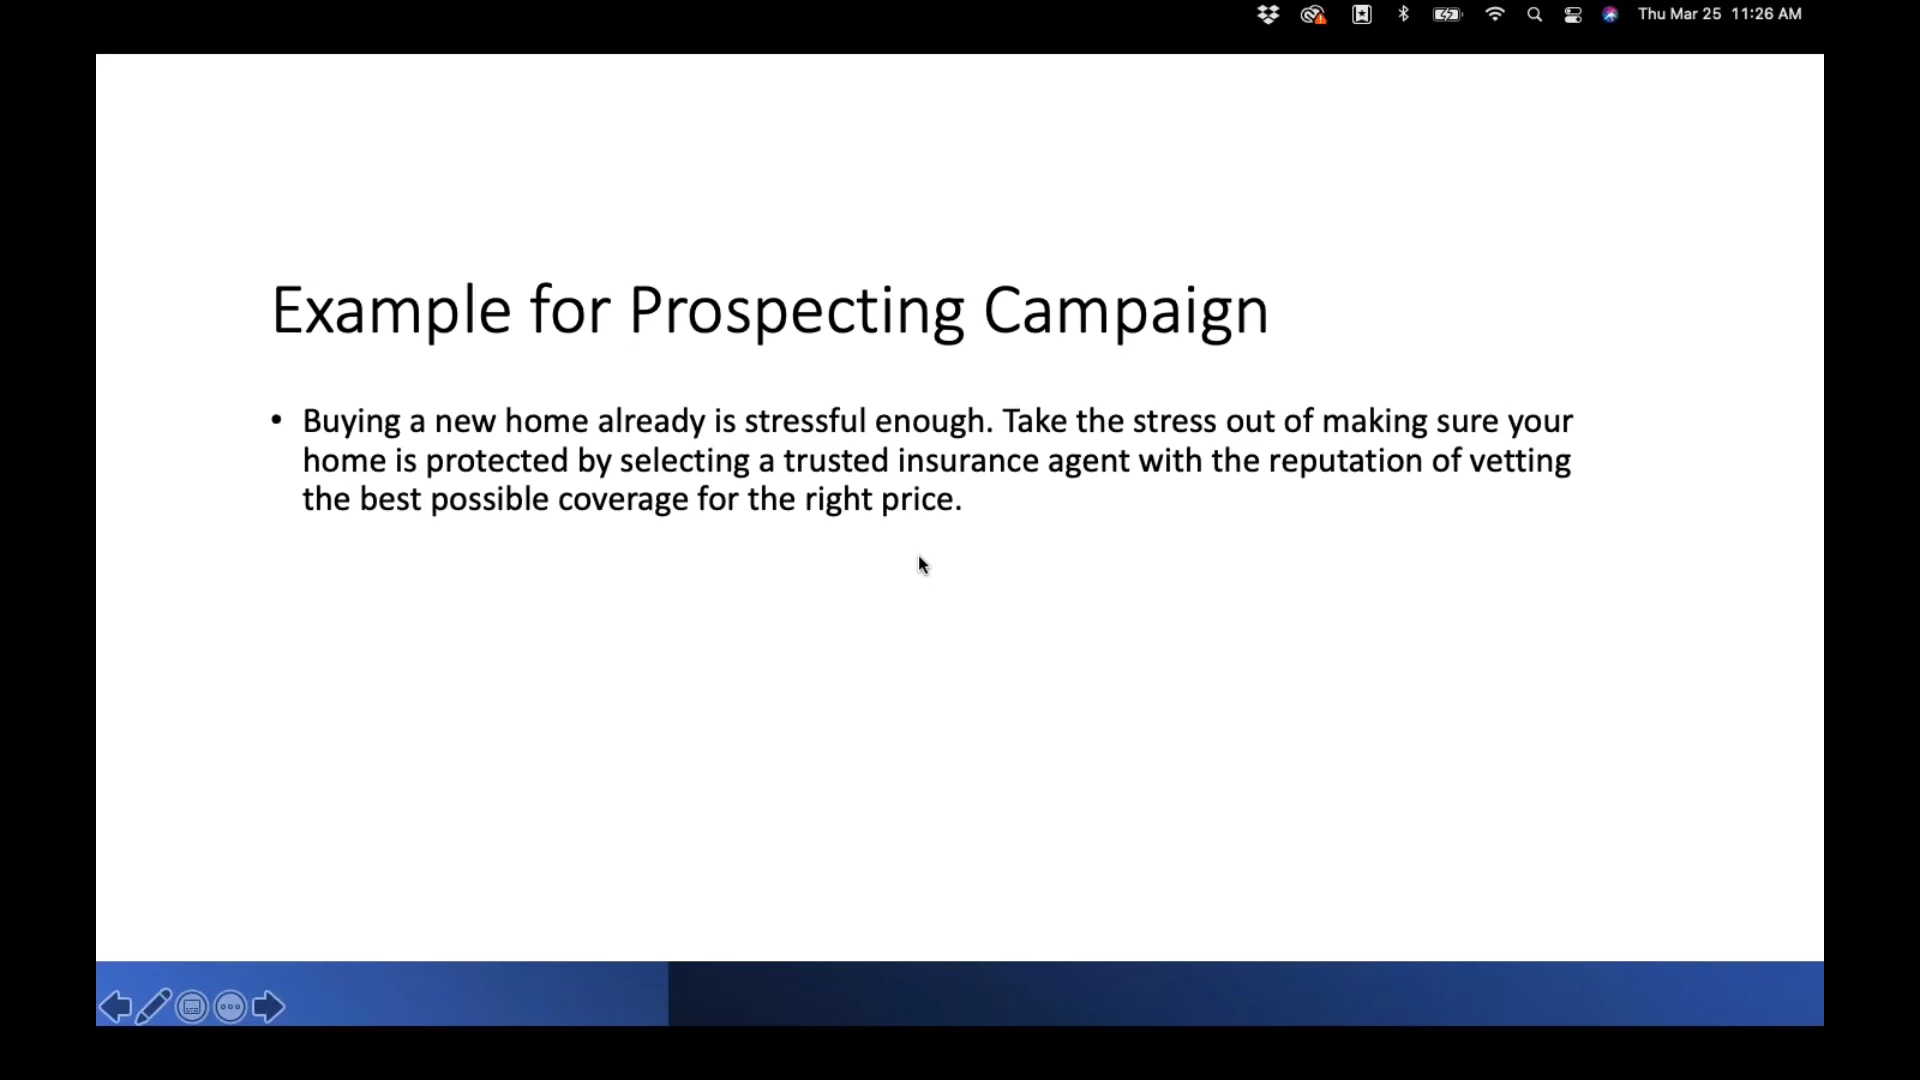 Thu Mar 25 11:26 AM
Example for Prospecting Campaign
• Buying a new home already is stressful enough. Take the stress out of making sure your
home is protected by selecting a trusted insurance agent with the reputation of vetting
the best possible coverage for the right price.